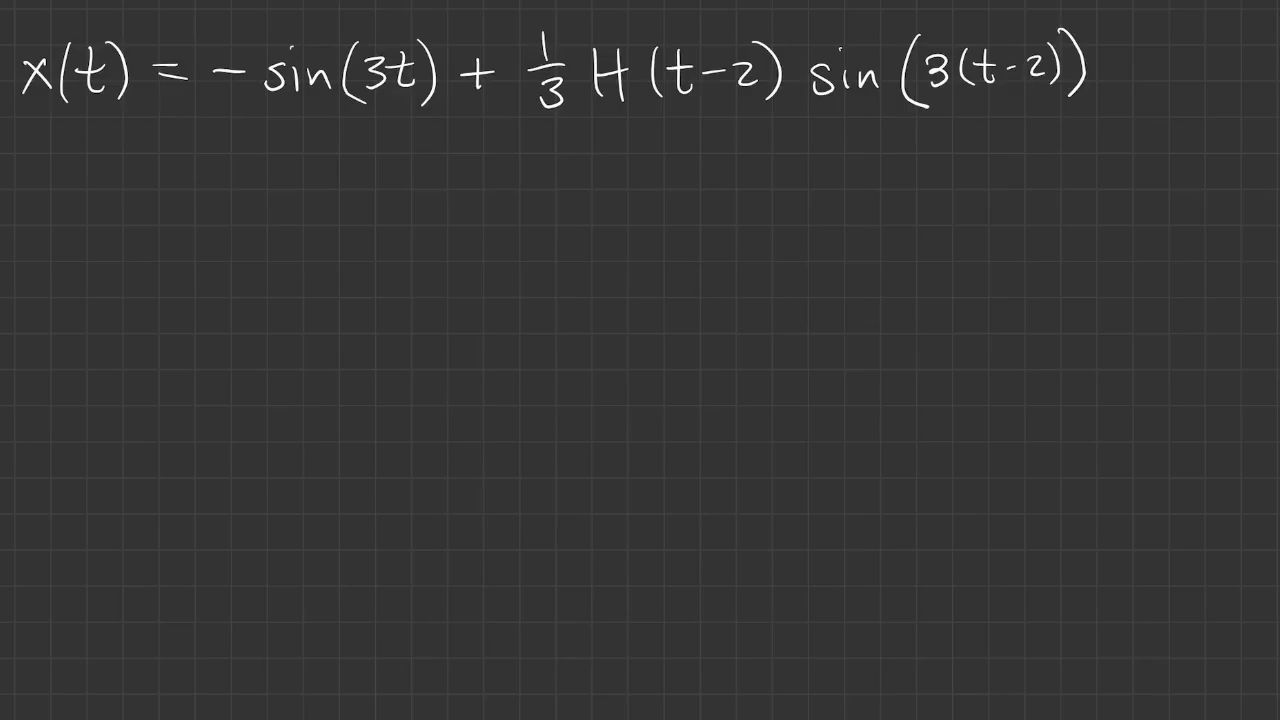 x(t) = - sin(3t) + 1/3 H(t-2) sin(3(t-2))